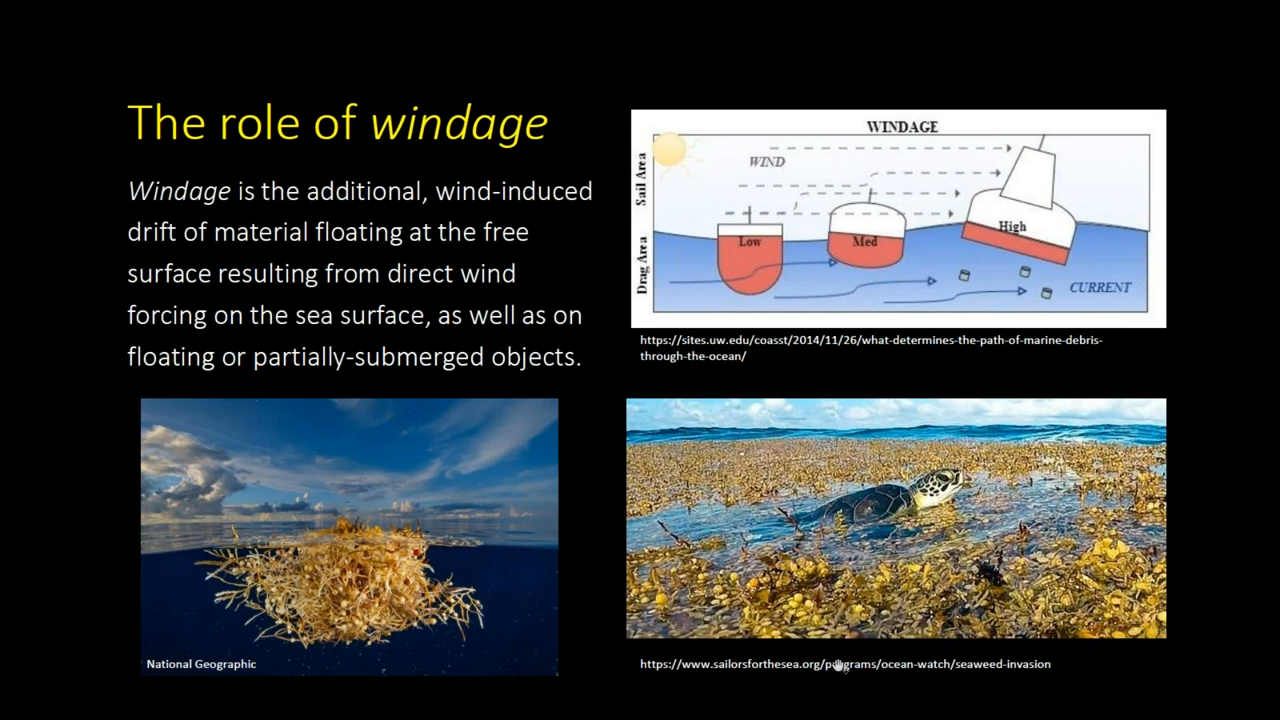 The role of windage
Windage is the additional, wind-induced
drift of material floating at the free
surface resulting from direct wind
forcing on the sea surface, as well as on
floating or partially-submerged objects.
WINDAGE
Sail Area
WIND
Low
Med
High
Drag Area
CURRENT
https://sites.uw.edu/coasst/2014/11/26/what-determines-the-path-of-marine-debris-
through-the-ocean/
National Geographic
https://www.sailorsforthesea.org/programs/ocean-watch/seaweed-invasion